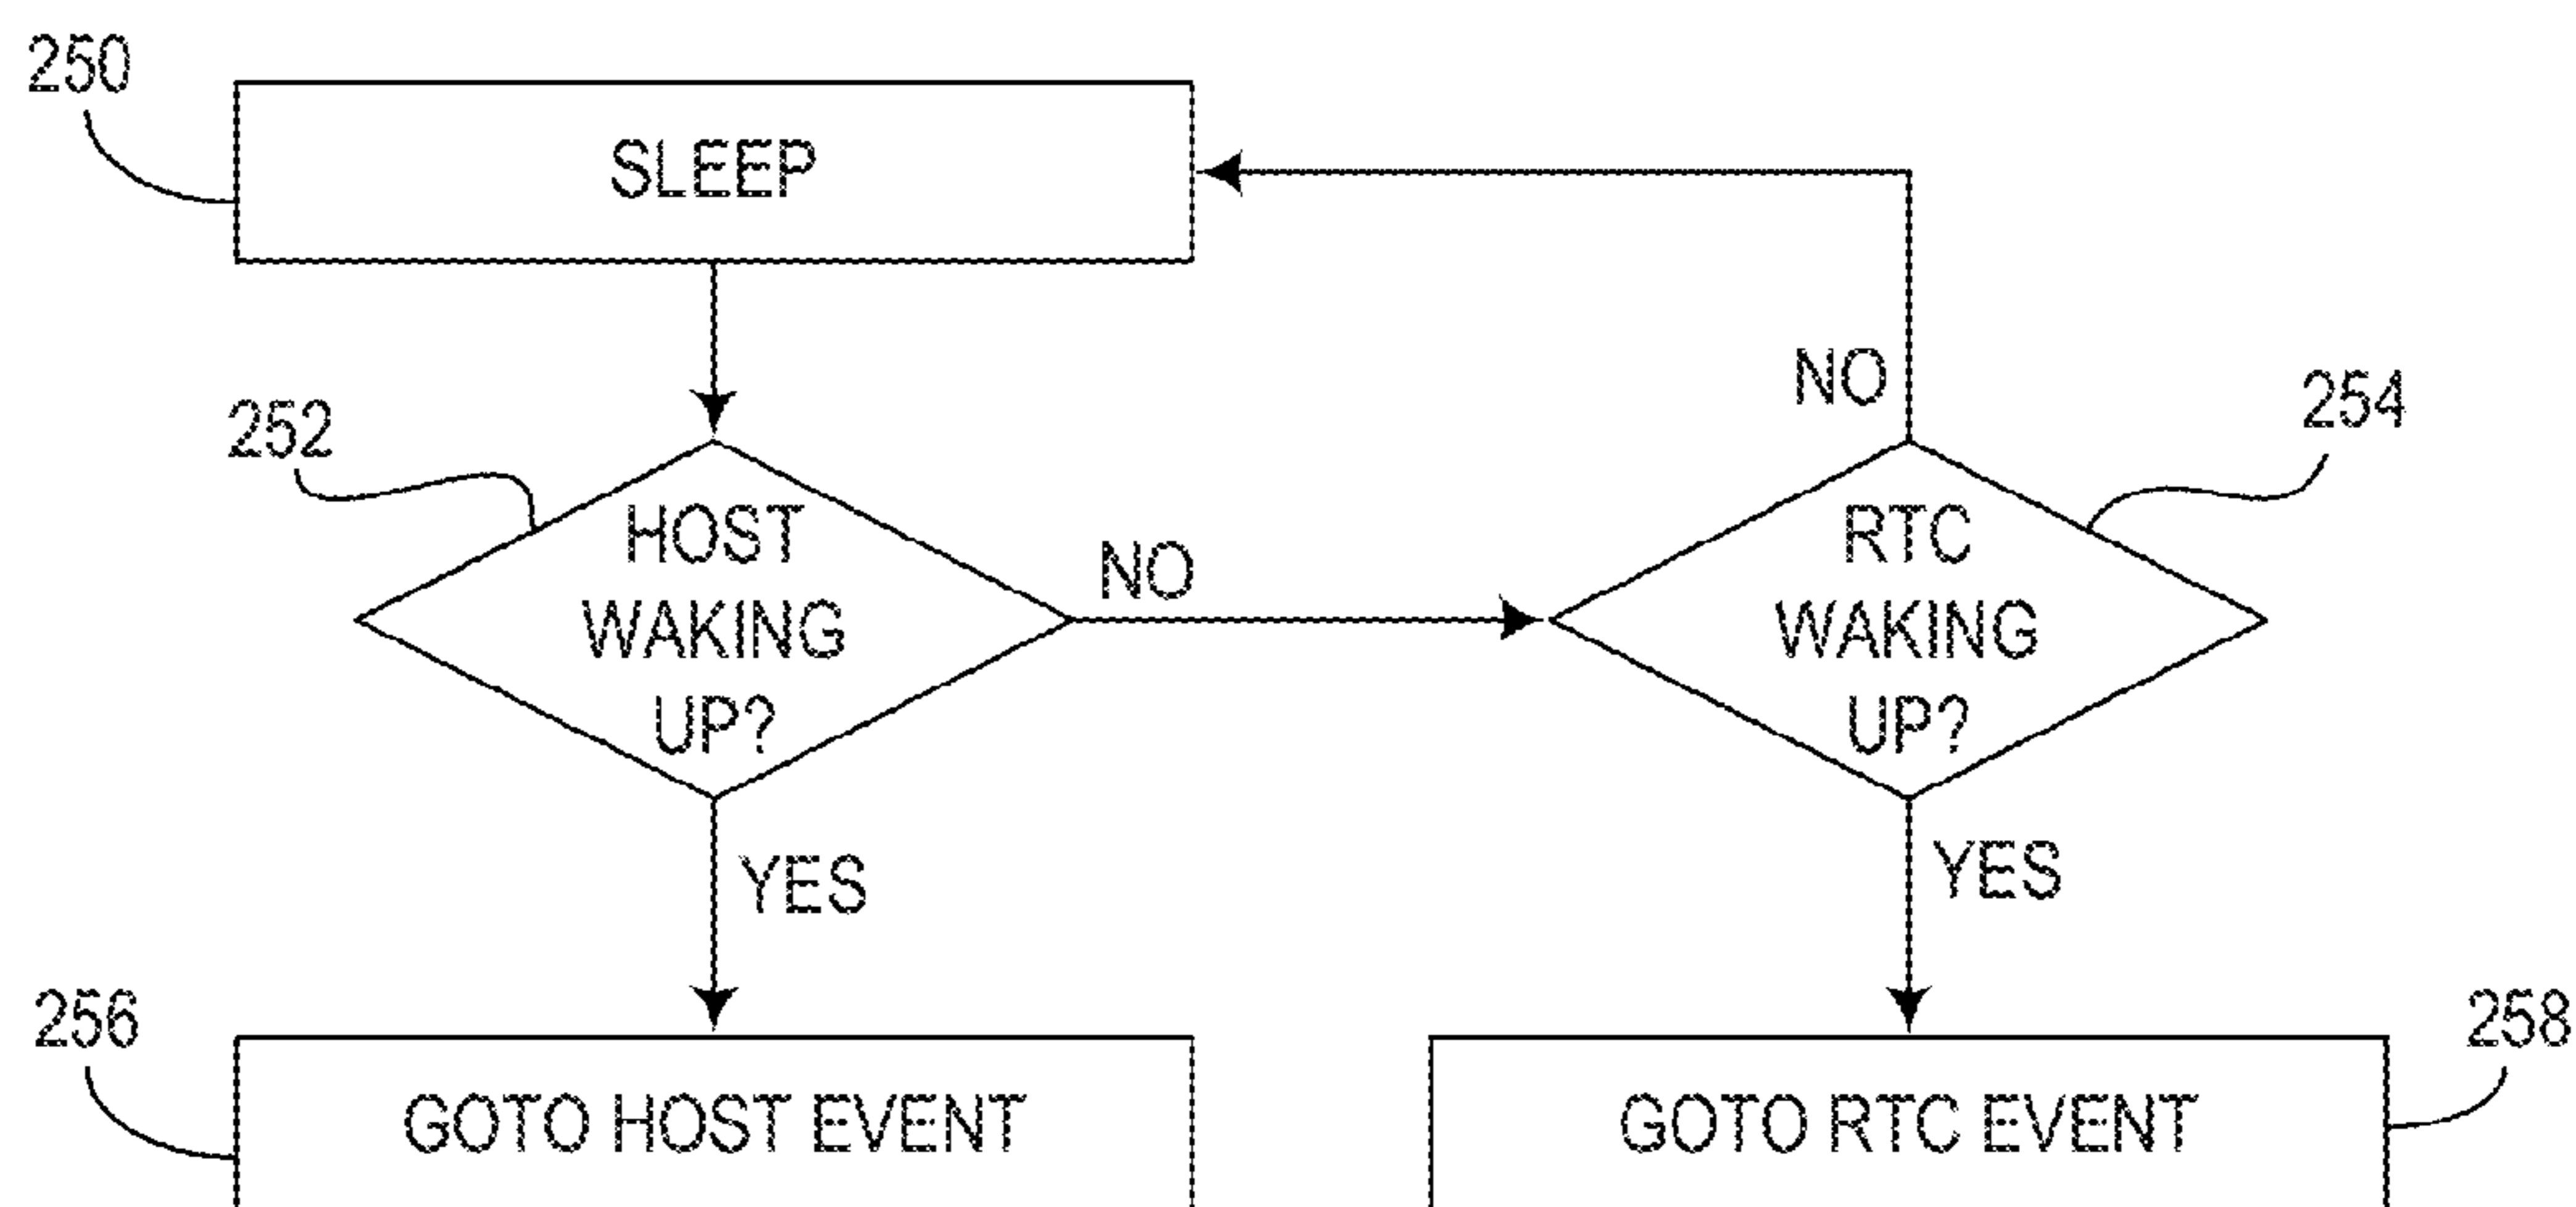 250
SLEEP
252
HOST
WAKING
UP?
NO
NO
254
RTC
WAKING
UP?
YES
YES
256
GOTO HOST EVENT
GOTO RTC EVENT
258